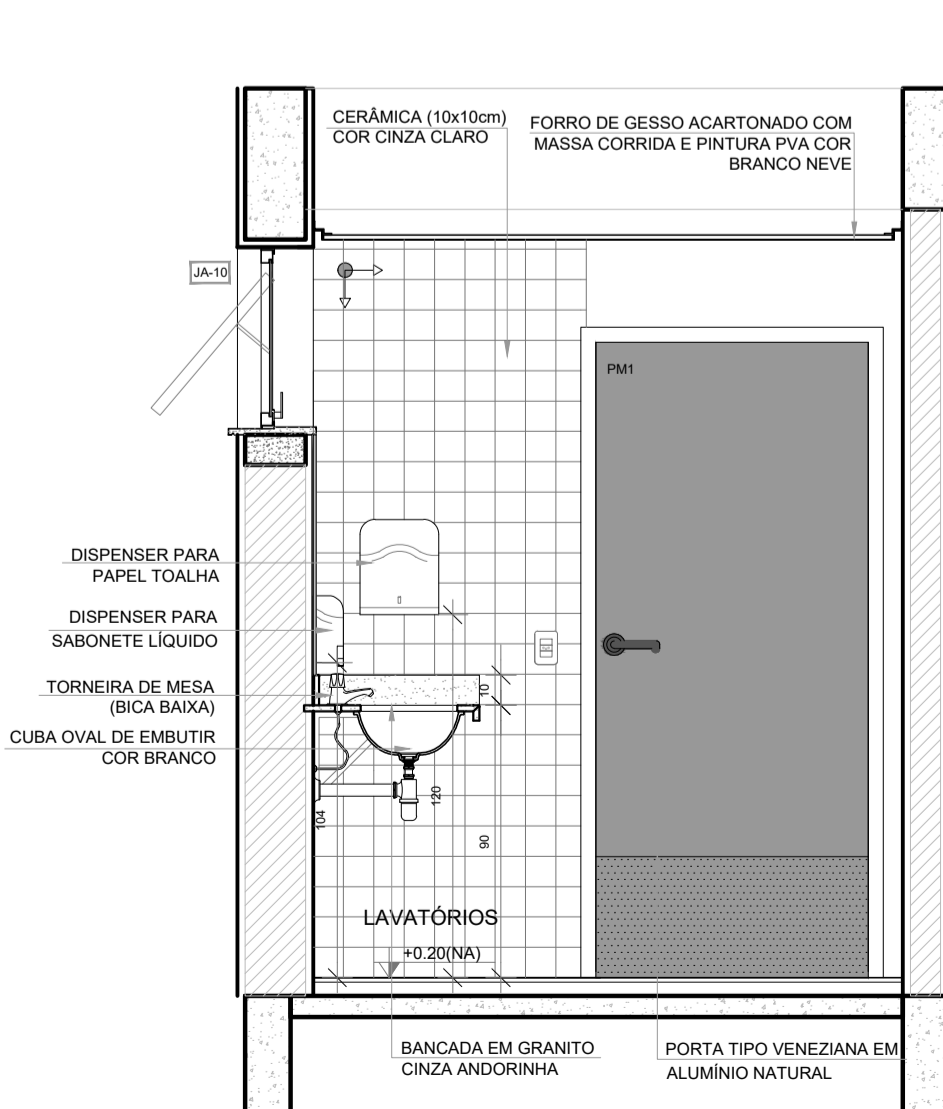 CERÂMICA (10x10cm)
COR CINZA CLARO
FORRO DE GESSO ACARTONADO COM
MASSA CORRIDA E PINTURA PVA COR
BRANCO NEVE
JA-10
PM1
DISPENSER PARA
PAPEL TOALHA
DISPENSER PARA
SABONETE LÍQUIDO
TORNEIRA DE MESA
(BICA BAIXA)
CUBA OVAL DE EMBUTIR
COR BRANCO
10
120
104
90
LAVATÓRIOS
+0.20(NA)
BANCADA EM GRANITO
CINZA ANDORINHA
PORTA TIPO VENEZIANA EM
ALUMÍNIO NATURAL